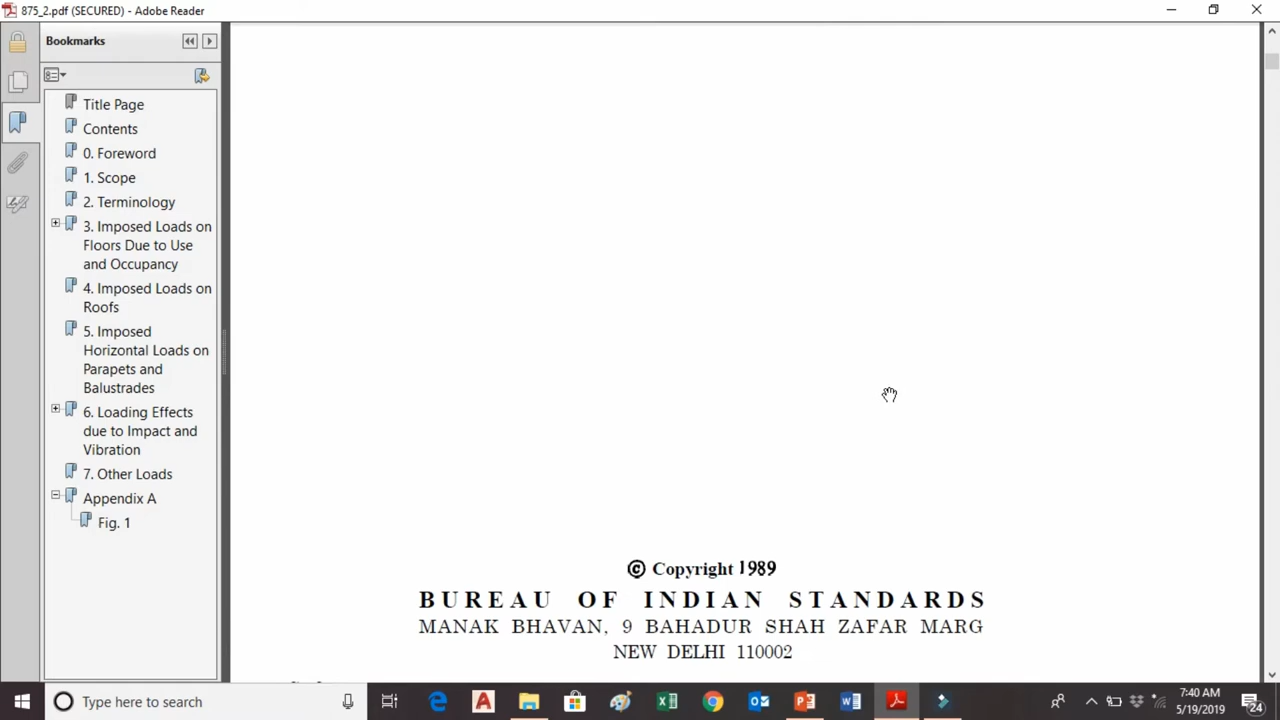 875_2.pdf (SECURED) - Adobe Reader
Bookmarks
Title Page
Contents
0. Foreword
1. Scope
2. Terminology
3. Imposed Loads on
Floors Due to Use
and Occupancy
4. Imposed Loads on
Roofs
5. Imposed
Horizontal Loads on
Parapets and
Balustrades
6. Loading Effects
due to Impact and
Vibration
7. Other Loads
Appendix A
Fig. 1
© Copyright 1989
BUREAU OF INDIAN STANDARDS
MANAK BHAVAN, 9 BAHADUR SHAH ZAFAR MARG
NEW DELHI 110002
Type here to search
7:40 AM
5/19/2019
24